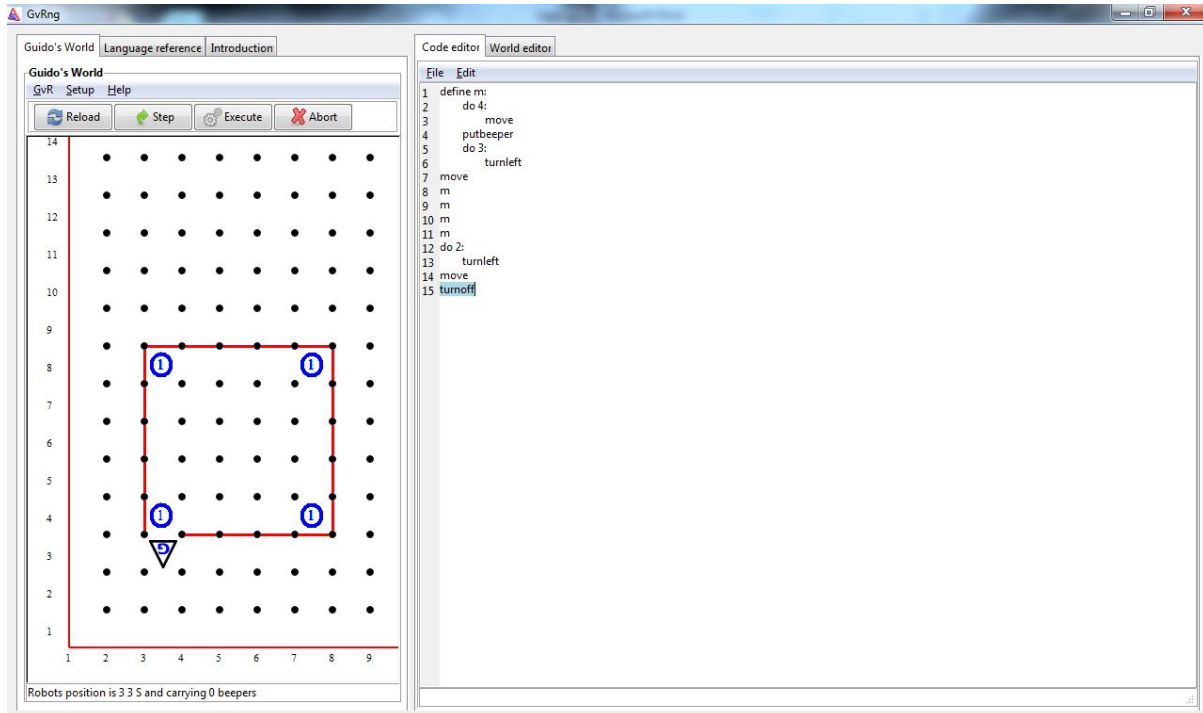 GvRng
Guido's World Language reference Introduction
Guido's World
GvR Setup Help
Reload Step Execute Abort
14
13
12
11
10
9
8
7
6
5
4
3
2
1
1 1
1 1
G
1 2 3 4 5 6 7 8 9
Robots position is 3 3 S and carrying 0 beepers
Code editor World editor
File Edit
1 define m:
2 do 4:
3 move
4 putbeeper
5 do 3:
6 turnleft
7 move
8 m
9 m
10 m
11 m
12 do 2:
13 turnleft
14 move
15 turnoff